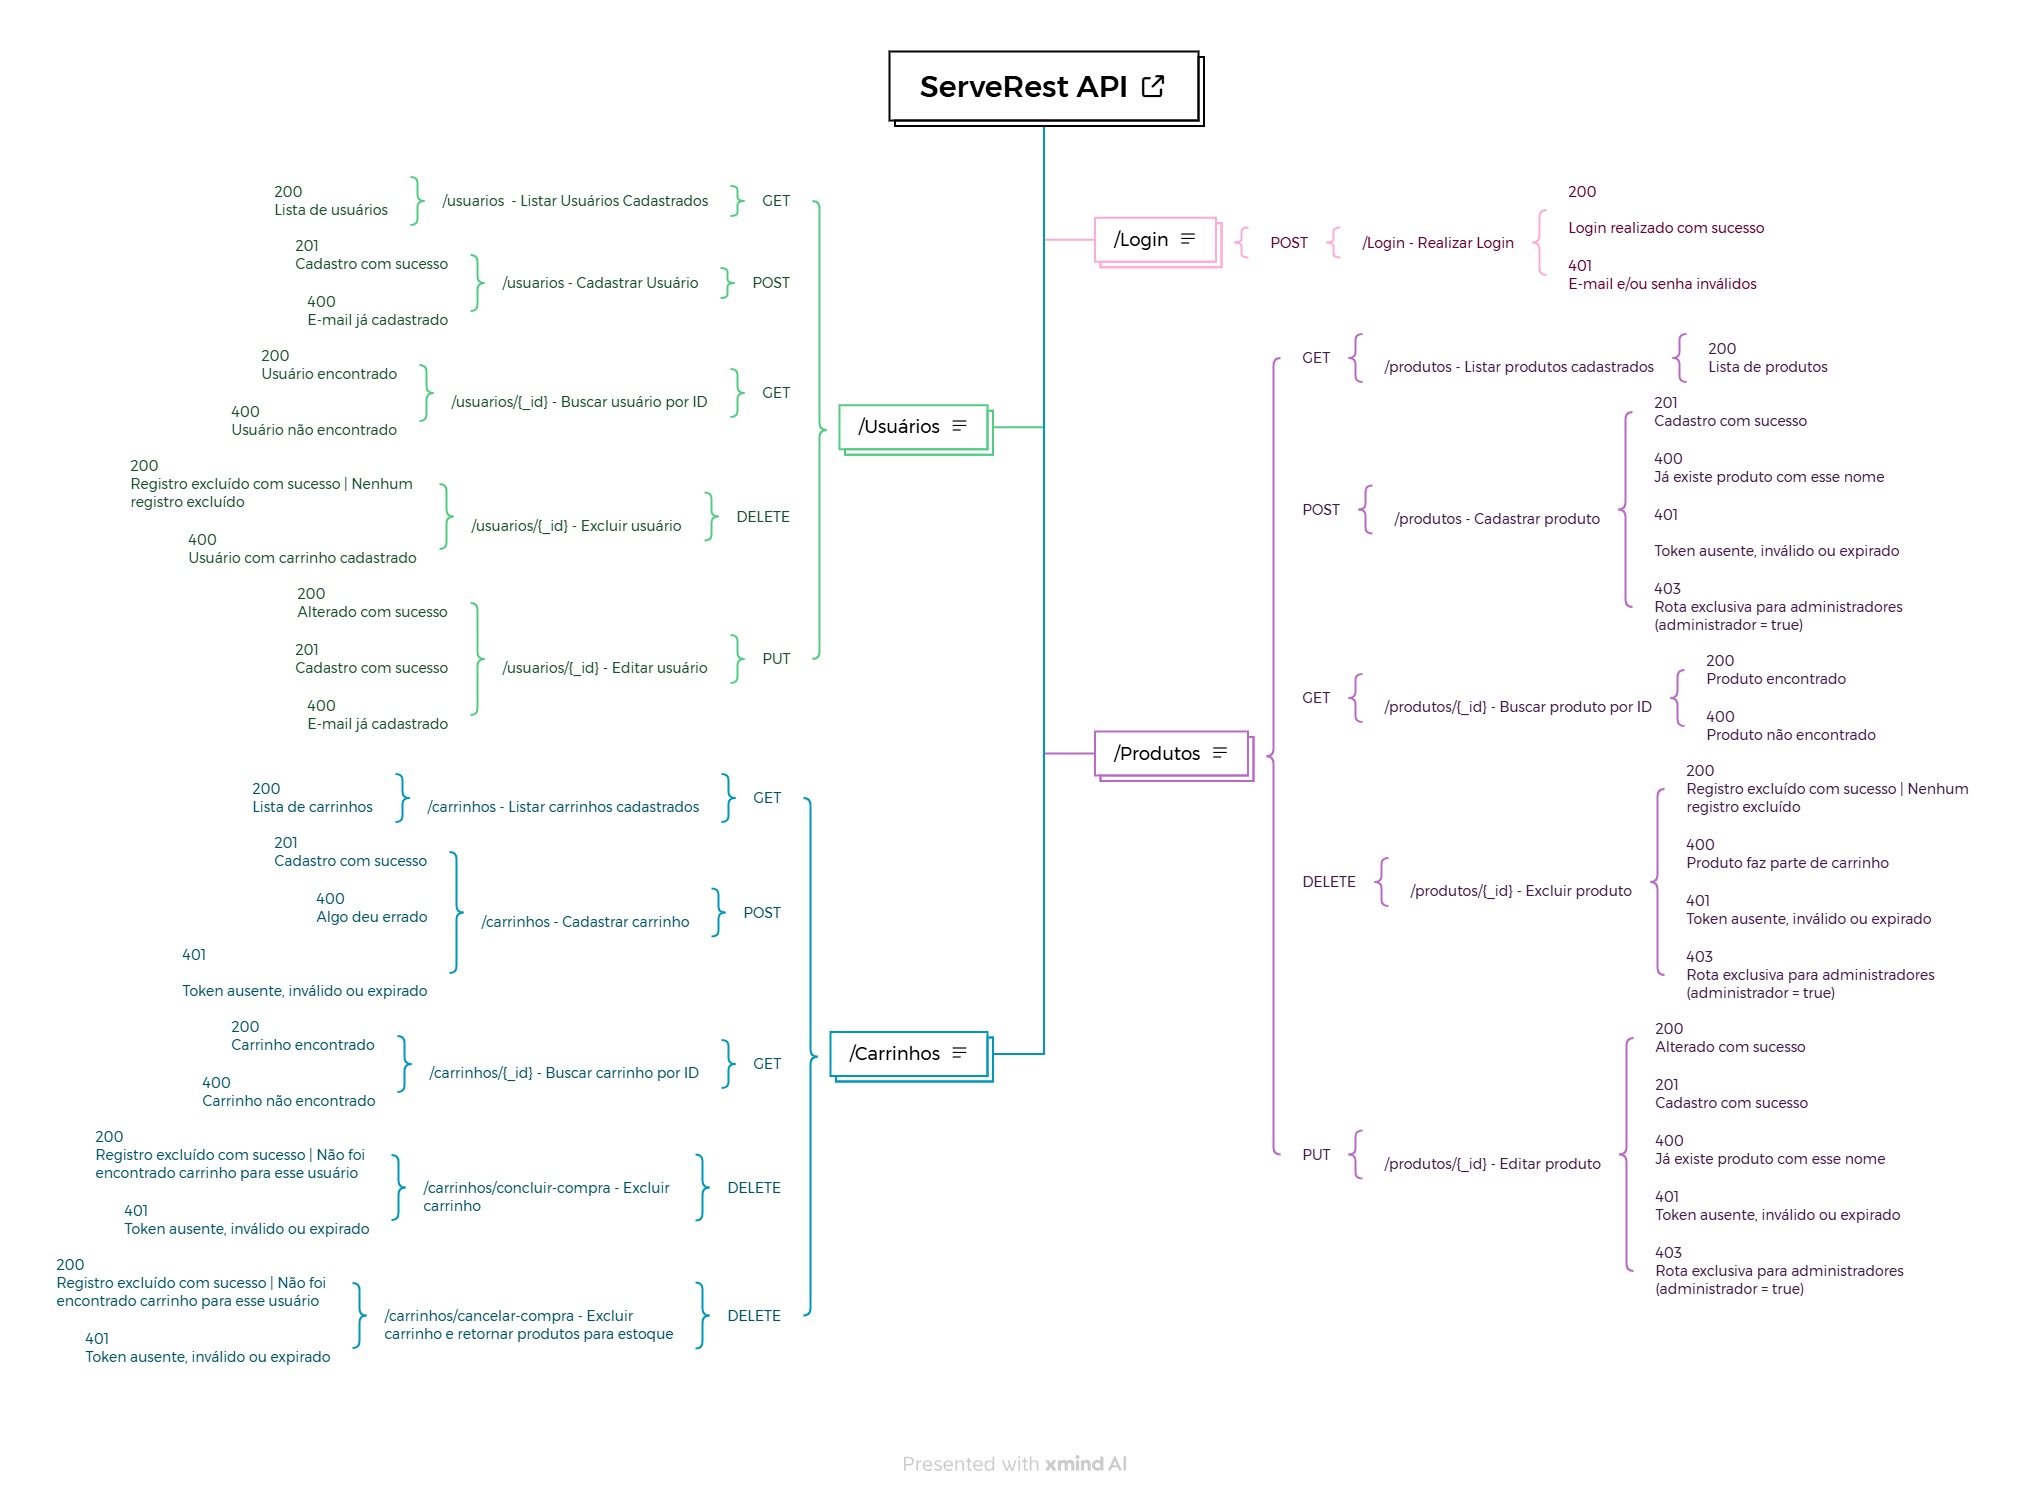 ServeRest API
/Login
POST
/Login - Realizar Login
200
Login realizado com sucesso
401
E-mail e/ou senha inválidos
/Usuários
GET
/usuarios - Listar Usuários Cadastrados
200
Lista de usuários
POST
/usuarios - Cadastrar Usuário
201
Cadastro com sucesso
400
E-mail já cadastrado
GET
/usuarios/{_id} - Buscar usuário por ID
200
Usuário encontrado
400
Usuário não encontrado
DELETE
/usuarios/{_id} - Excluir usuário
200
Registro excluído com sucesso | Nenhum
registro excluído
400
Usuário com carrinho cadastrado
PUT
/usuarios/{_id} - Editar usuário
200
Alterado com sucesso
201
Cadastro com sucesso
400
E-mail já cadastrado
/Produtos
GET
/produtos - Listar produtos cadastrados
200
Lista de produtos
POST
/produtos - Cadastrar produto
201
Cadastro com sucesso
400
Já existe produto com esse nome
401
Token ausente, inválido ou expirado
403
Rota exclusiva para administradores
(administrador = true)
GET
/produtos/{_id} - Buscar produto por ID
200
Produto encontrado
400
Produto não encontrado
DELETE
/produtos/{_id} - Excluir produto
200
Registro excluído com sucesso | Nenhum
registro excluído
400
Produto faz parte de carrinho
401
Token ausente, inválido ou expirado
403
Rota exclusiva para administradores
(administrador = true)
PUT
/produtos/{_id} - Editar produto
200
Alterado com sucesso
201
Cadastro com sucesso
400
Já existe produto com esse nome
401
Token ausente, inválido ou expirado
403
Rota exclusiva para administradores
(administrador = true)
/Carrinhos
GET
/carrinhos - Listar carrinhos cadastrados
200
Lista de carrinhos
POST
/carrinhos - Cadastrar carrinho
201
Cadastro com sucesso
400
Algo deu errado
401
Token ausente, inválido ou expirado
GET
/carrinhos/{_id} - Buscar carrinho por ID
200
Carrinho encontrado
400
Carrinho não encontrado
DELETE
/carrinhos/concluir-compra - Excluir
carrinho
200
Registro excluído com sucesso | Não foi
encontrado carrinho para esse usuário
401
Token ausente, inválido ou expirado
DELETE
/carrinhos/cancelar-compra - Excluir
carrinho e retornar produtos para estoque
200
Registro excluído com sucesso | Não foi
encontrado carrinho para esse usuário
401
Token ausente, inválido ou expirado
Presented with xmind AI